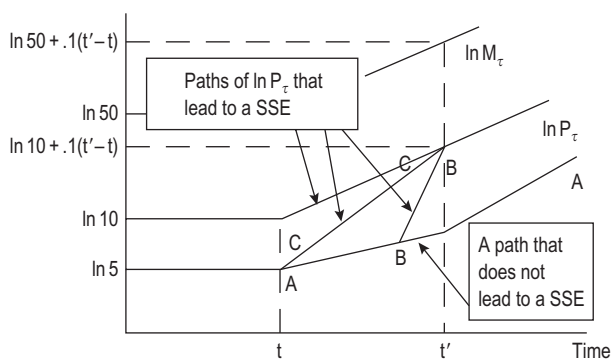 ln 50 + .1(t′ – t)
ln M_τ
Paths of ln P_τ that
lead to a SSE
ln 50
ln 10 + .1(t′ – t)
ln P_τ
C
B
A
ln 10
C
B
A path that
does not
lead to a SSE
ln 5
A
t
t′
Time